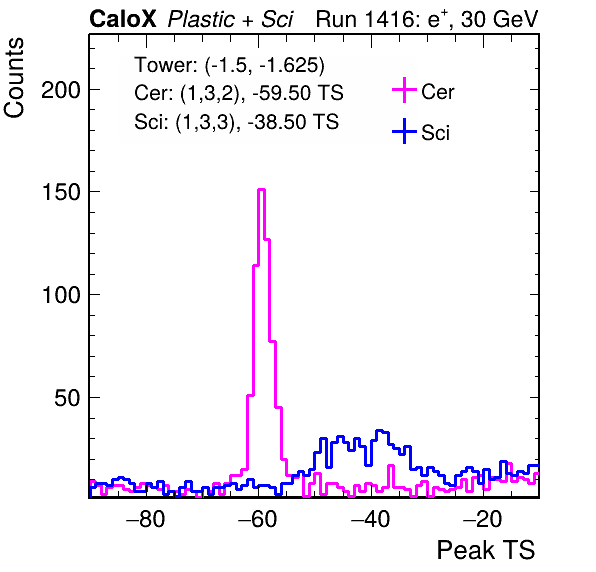 CaloX Plastic + Sci Run 1416: e⁺, 30 GeV
Counts
Tower: (-1.5, -1.625)
Cer: (1,3,2), -59.50 TS
Sci: (1,3,3), -38.50 TS
Cer
Sci
200
150
100
50
−80 −60 −40 −20
Peak TS